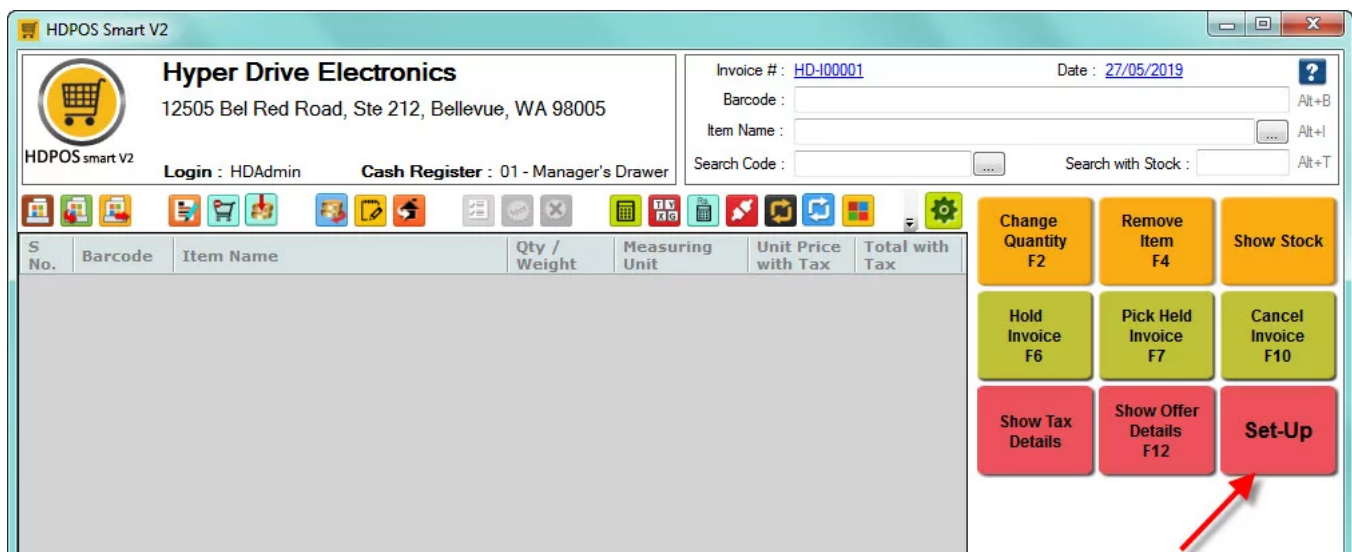 HDPOS Smart V2
HDPOS smart V2
Hyper Drive Electronics
12505 Bel Red Road, Ste 212, Bellevue, WA 98005
Login : HDAdmin Cash Register : 01 - Manager's Drawer
Invoice # : HD-I00001 Date : 27/05/2019 ?
Barcode : Alt+B
Item Name : ... Alt+I
Search Code : ... Search with Stock : Alt+T
S No. Barcode Item Name Qty / Weight Measuring Unit Unit Price with Tax Total with Tax
Change
Quantity
F2
Remove
Item
F4
Show Stock
Hold
Invoice
F6
Pick Held
Invoice
F7
Cancel
Invoice
F10
Show Tax
Details
Show Offer
Details
F12
Set-Up